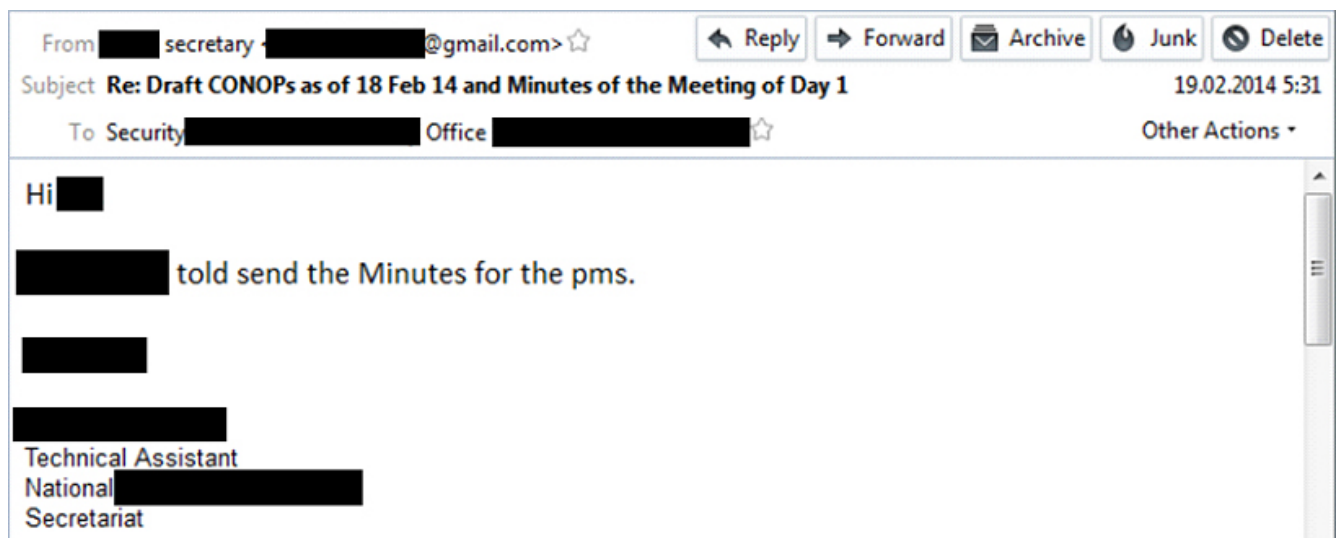 From secretary < @gmail.com> Reply Forward Archive Junk Delete
Subject Re: Draft CONOPs as of 18 Feb 14 and Minutes of the Meeting of Day 1 19.02.2014 5:31
To Security Office Other Actions
Hi
told send the Minutes for the pms.
Technical Assistant
National
Secretariat